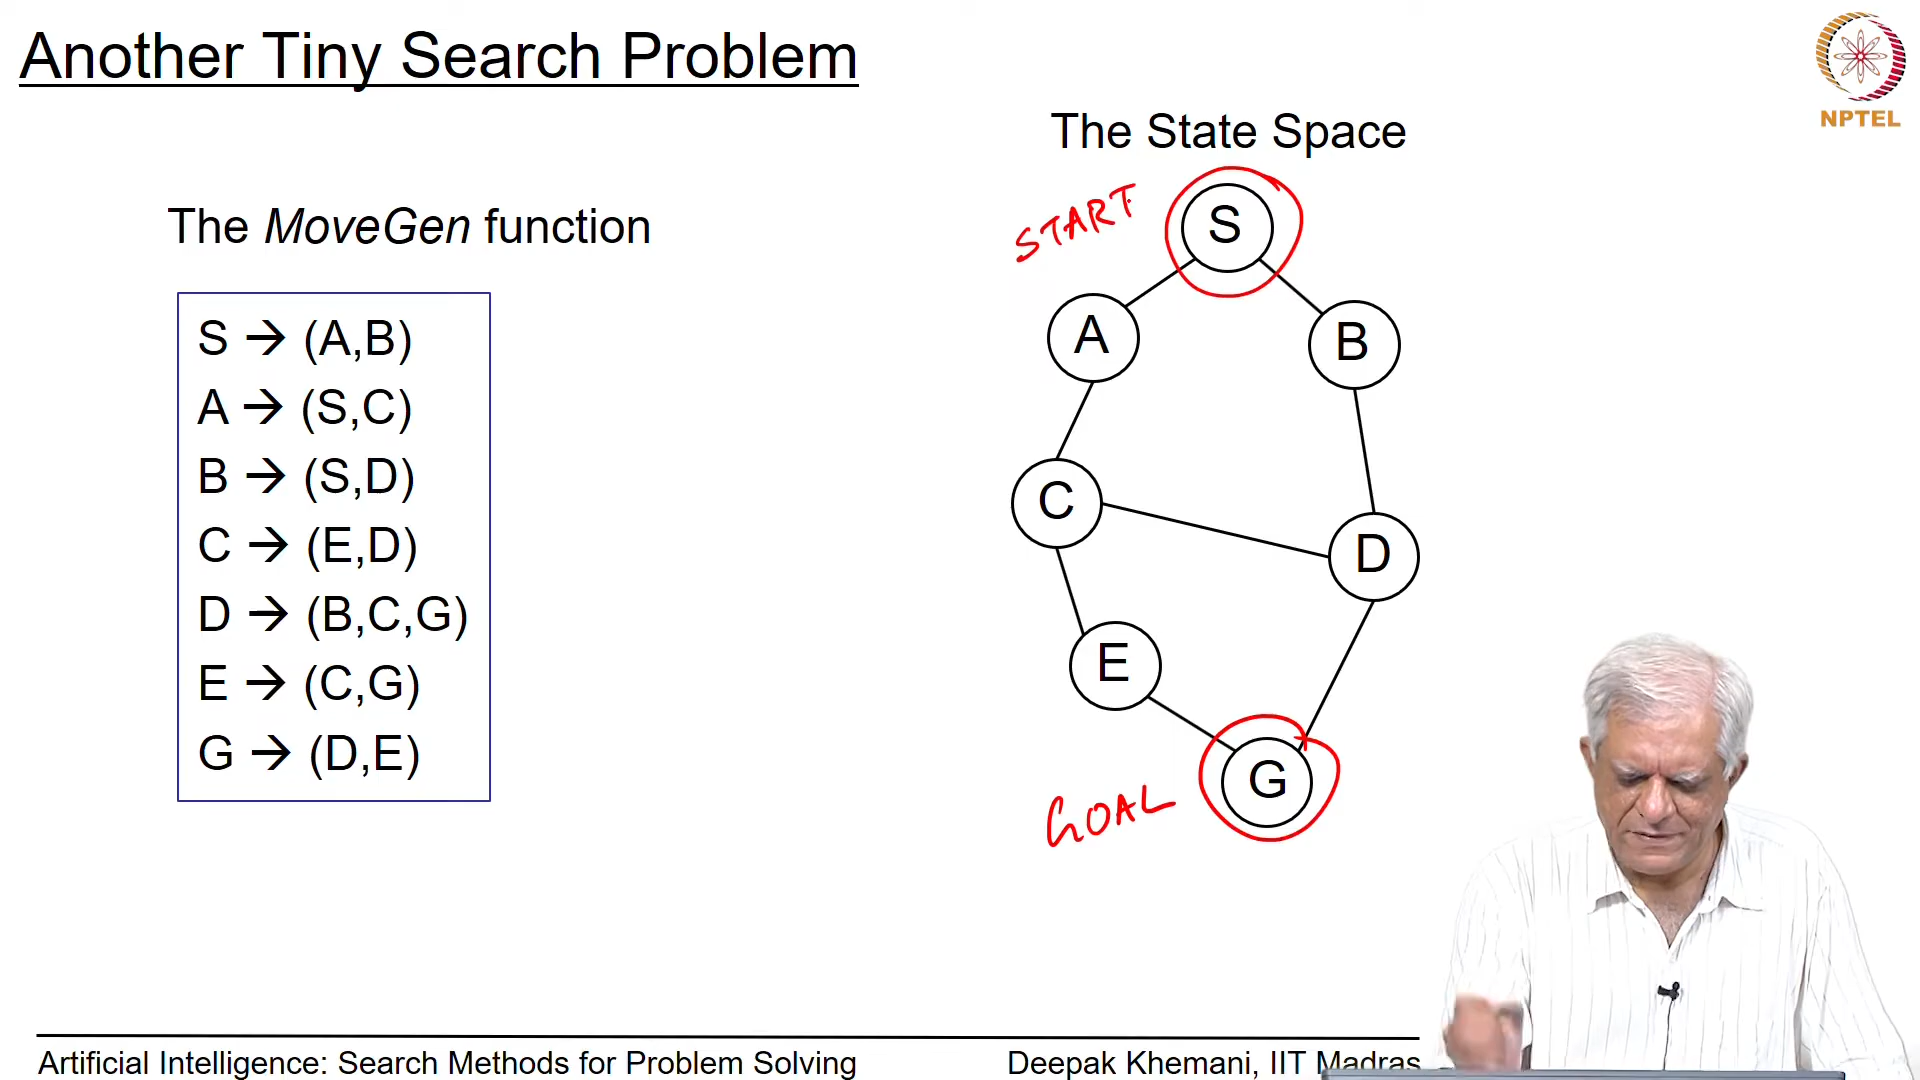 Another Tiny Search Problem
NPTEL
The State Space
The MoveGen function
START
S
A
B
S → (A,B)
A → (S,C)
B → (S,D)
C → (E,D)
D → (B,C,G)
E → (C,G)
G → (D,E)
C
D
E
G
GOAL
Artificial Intelligence: Search Methods for Problem Solving
Deepak Khemani, IIT Madras